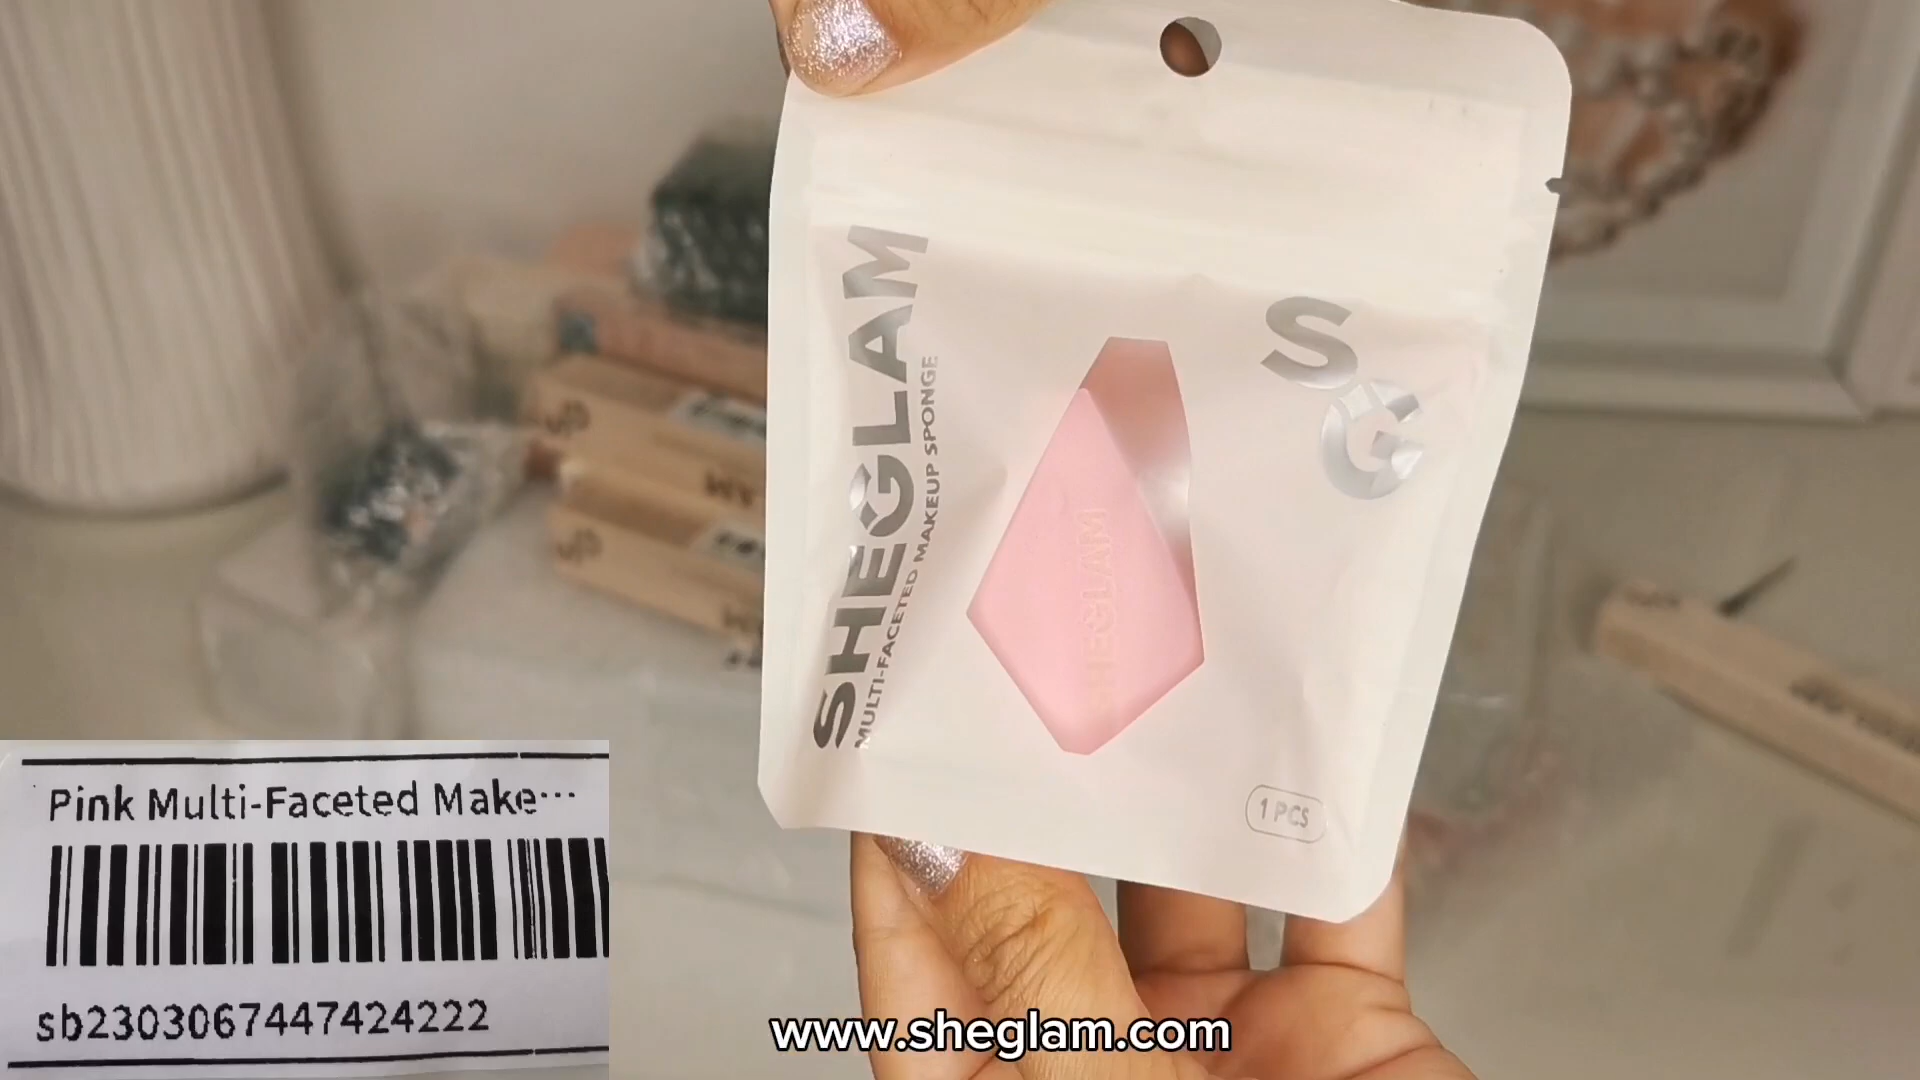 SHEGLAM
MULTI-FACETED MAKEUP SPONGE
SG
SHEGLAM
1 PCS
Pink Multi-Faceted Make…
sb2303067447424222
www.sheglam.com